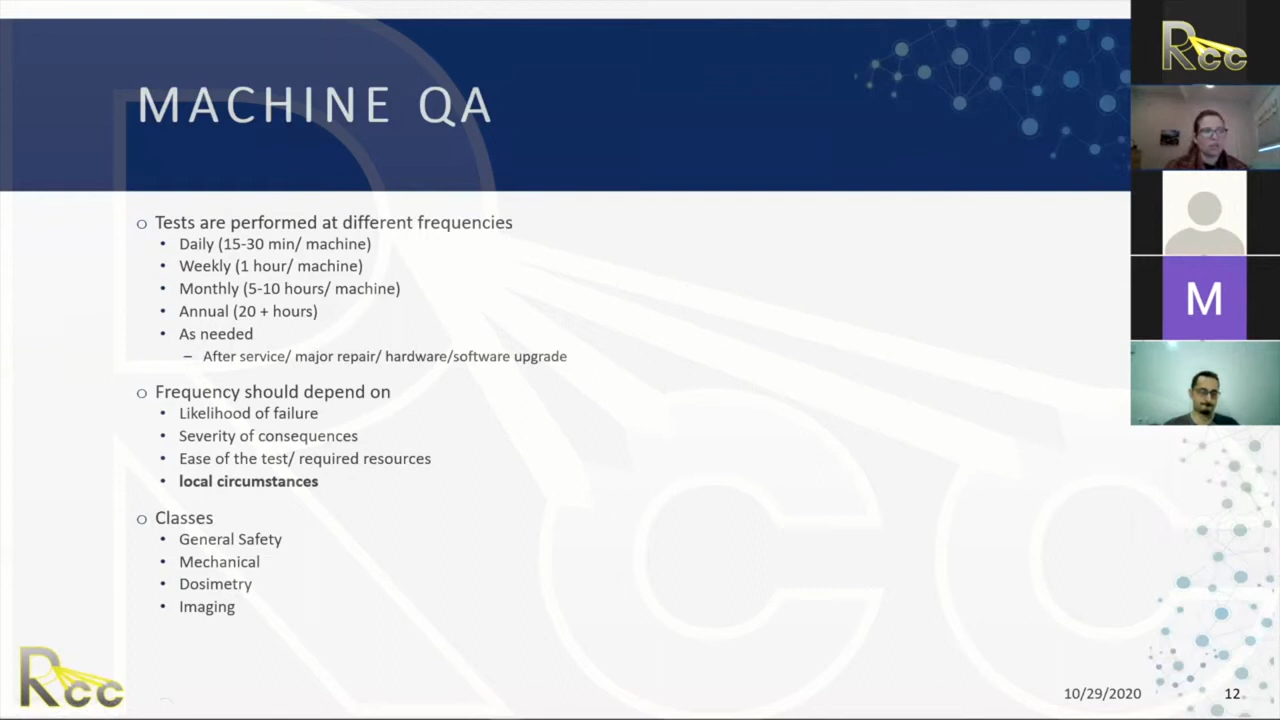 MACHINE QA
Tests are performed at different frequencies
Daily (15-30 min/ machine)
Weekly (1 hour/ machine)
Monthly (5-10 hours/ machine)
Annual (20 + hours)
As needed
– After service/ major repair/ hardware/software upgrade
Frequency should depend on
Likelihood of failure
Severity of consequences
Ease of the test/ required resources
local circumstances
Classes
General Safety
Mechanical
Dosimetry
Imaging
Rcc
10/29/2020
12
Rcc
M
Rcc